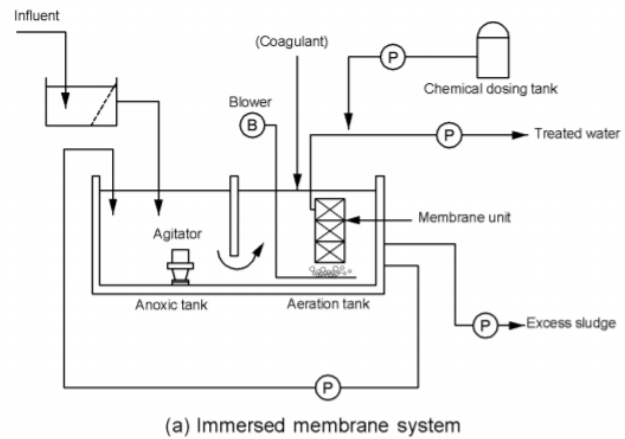 Influent
(Coagulant)
P
Chemical dosing tank
Blower
B
P
Treated water
Membrane unit
Agitator
Anoxic tank
Aeration tank
P
Excess sludge
P
(a) Immersed membrane system